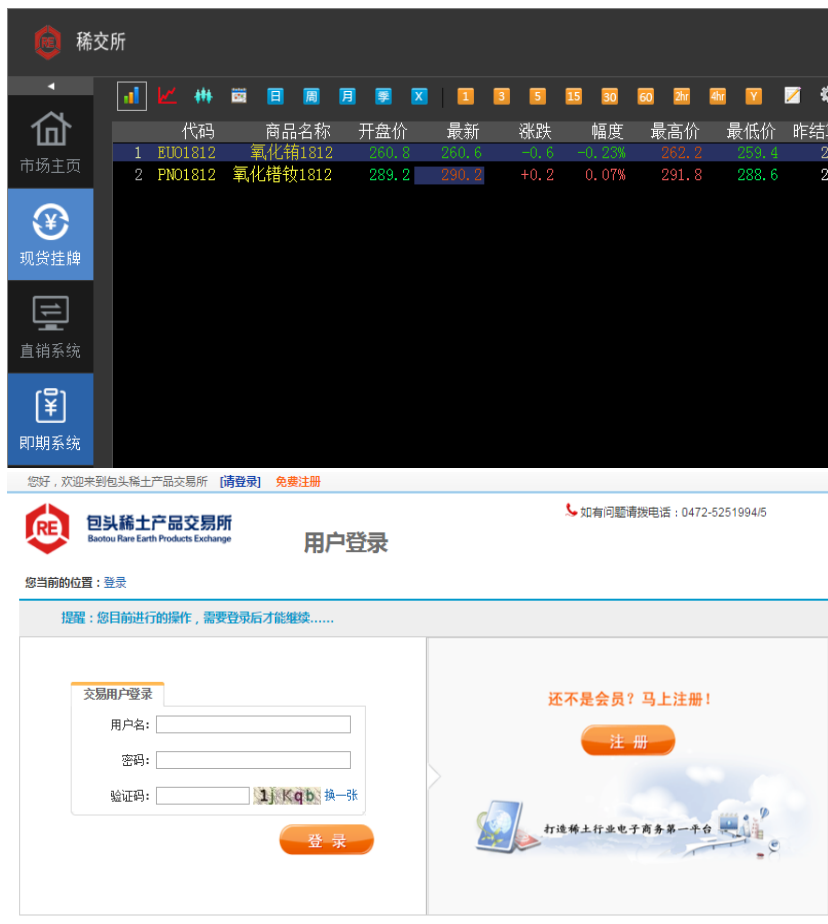 RE 稀交所
日 周 月 季 X 1 3 5 15 30 60 2hr 4hr Y
代码 商品名称 开盘价 最新 涨跌 幅度 最高价 最低价 昨结
1 EUO1812 氧化铕1812 260.8 260.6 -0.6 -0.23% 262.2 259.4 2
2 PNO1812 氧化镨钕1812 289.2 290.2 +0.2 0.07% 291.8 288.6 2
市场主页
现货挂牌
直销系统
即期系统
您好，欢迎来到包头稀土产品交易所 [请登录] 免费注册
RE 包头稀土产品交易所
Baotou Rare Earth Products Exchange
用户登录
如有问题请拨电话：0472-5251994/5
您当前的位置：登录
提醒：您目前进行的操作，需要登录后才能继续......
交易用户登录
用户名:
密码:
验证码: 1jKqb 换一张
登 录
还不是会员？马上注册！
注 册
打造稀土行业电子商务第一平台